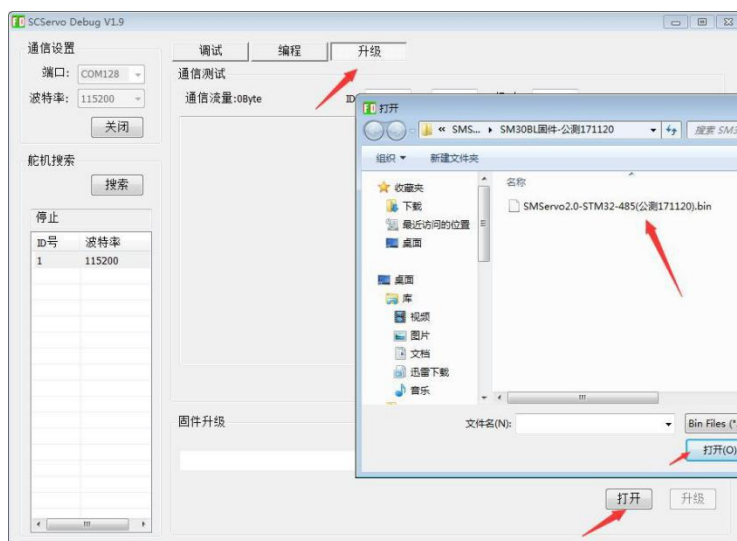 SCServo Debug V1.9
通信设置
端口: COM128
波特率: 115200
关闭
舵机搜索
搜索
停止
ID号 波特率
1 115200
调试 编程 升级
通信测试
通信流量:0Byte
固件升级
打开 升级
打开
« SMS... ▸ SM30BL固件-公测171120
搜索 SM3
组织 新建文件夹
收藏夹
下载
最近访问的位置
桌面
桌面
库
视频
图片
文档
迅雷下载
音乐
名称
SMServo2.0-STM32-485(公测171120).bin
文件名(N):
Bin Files (*.
打开(O)